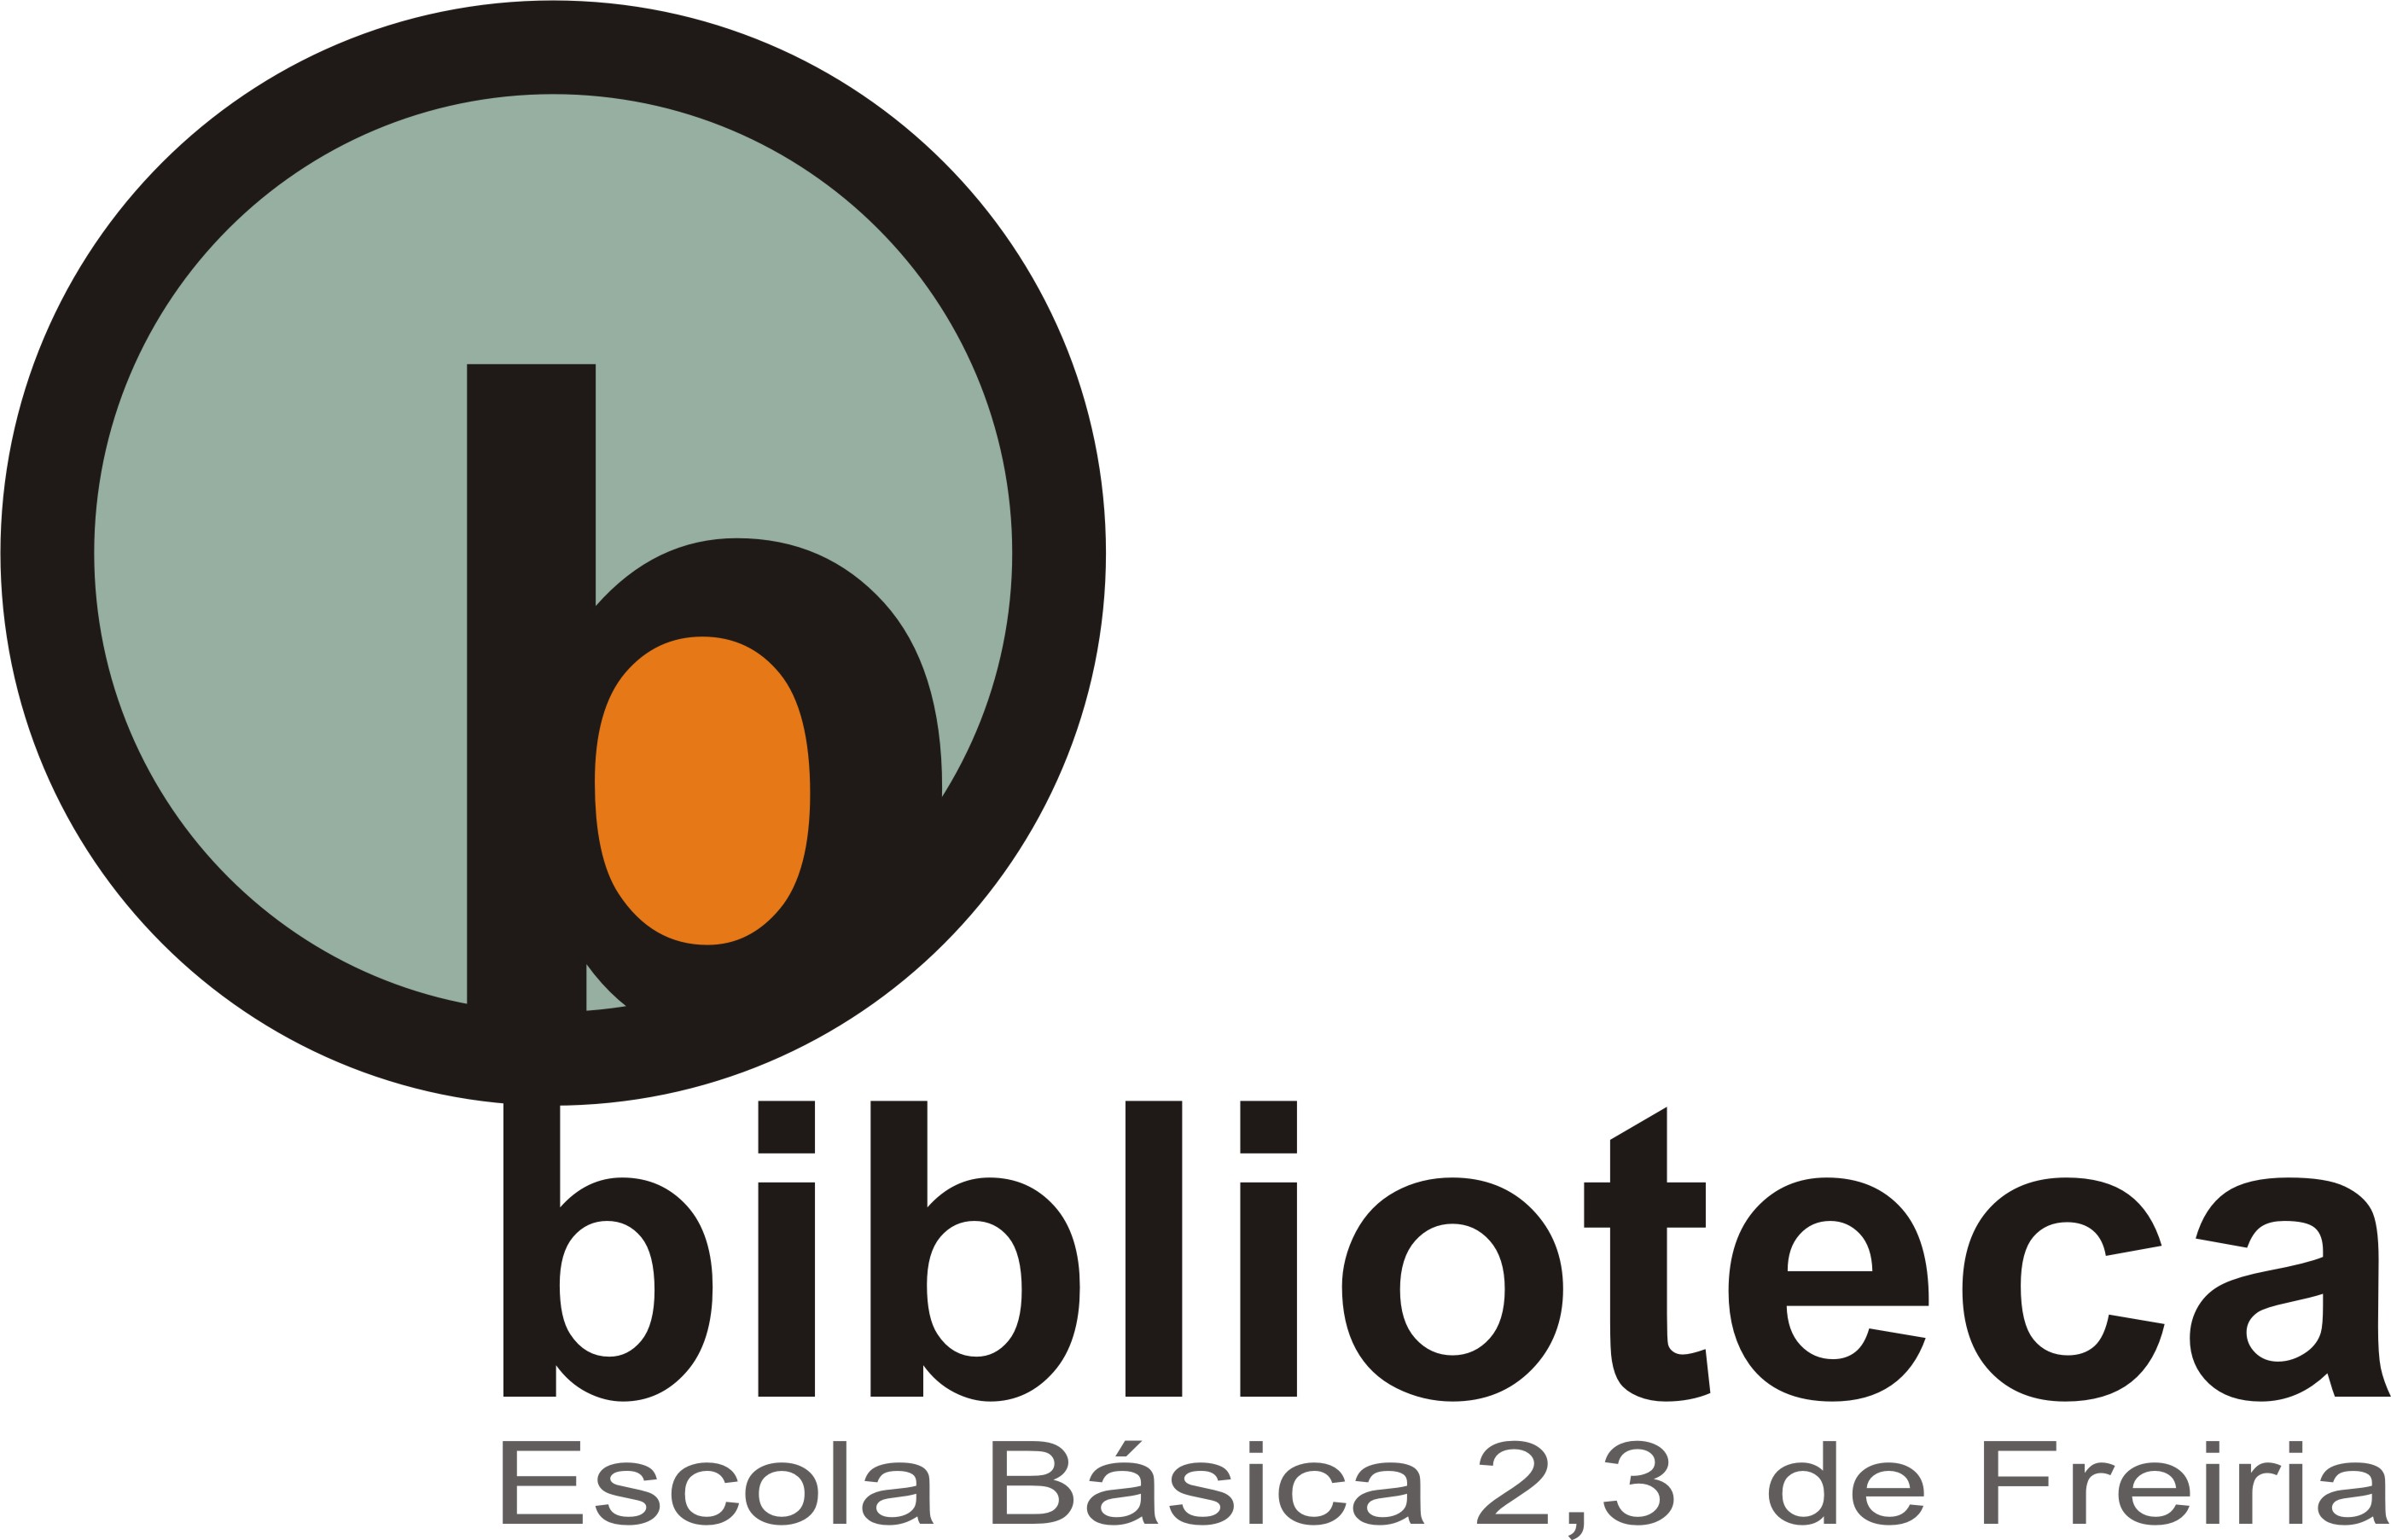 b
biblioteca
Escola Básica 2,3 de Freiria